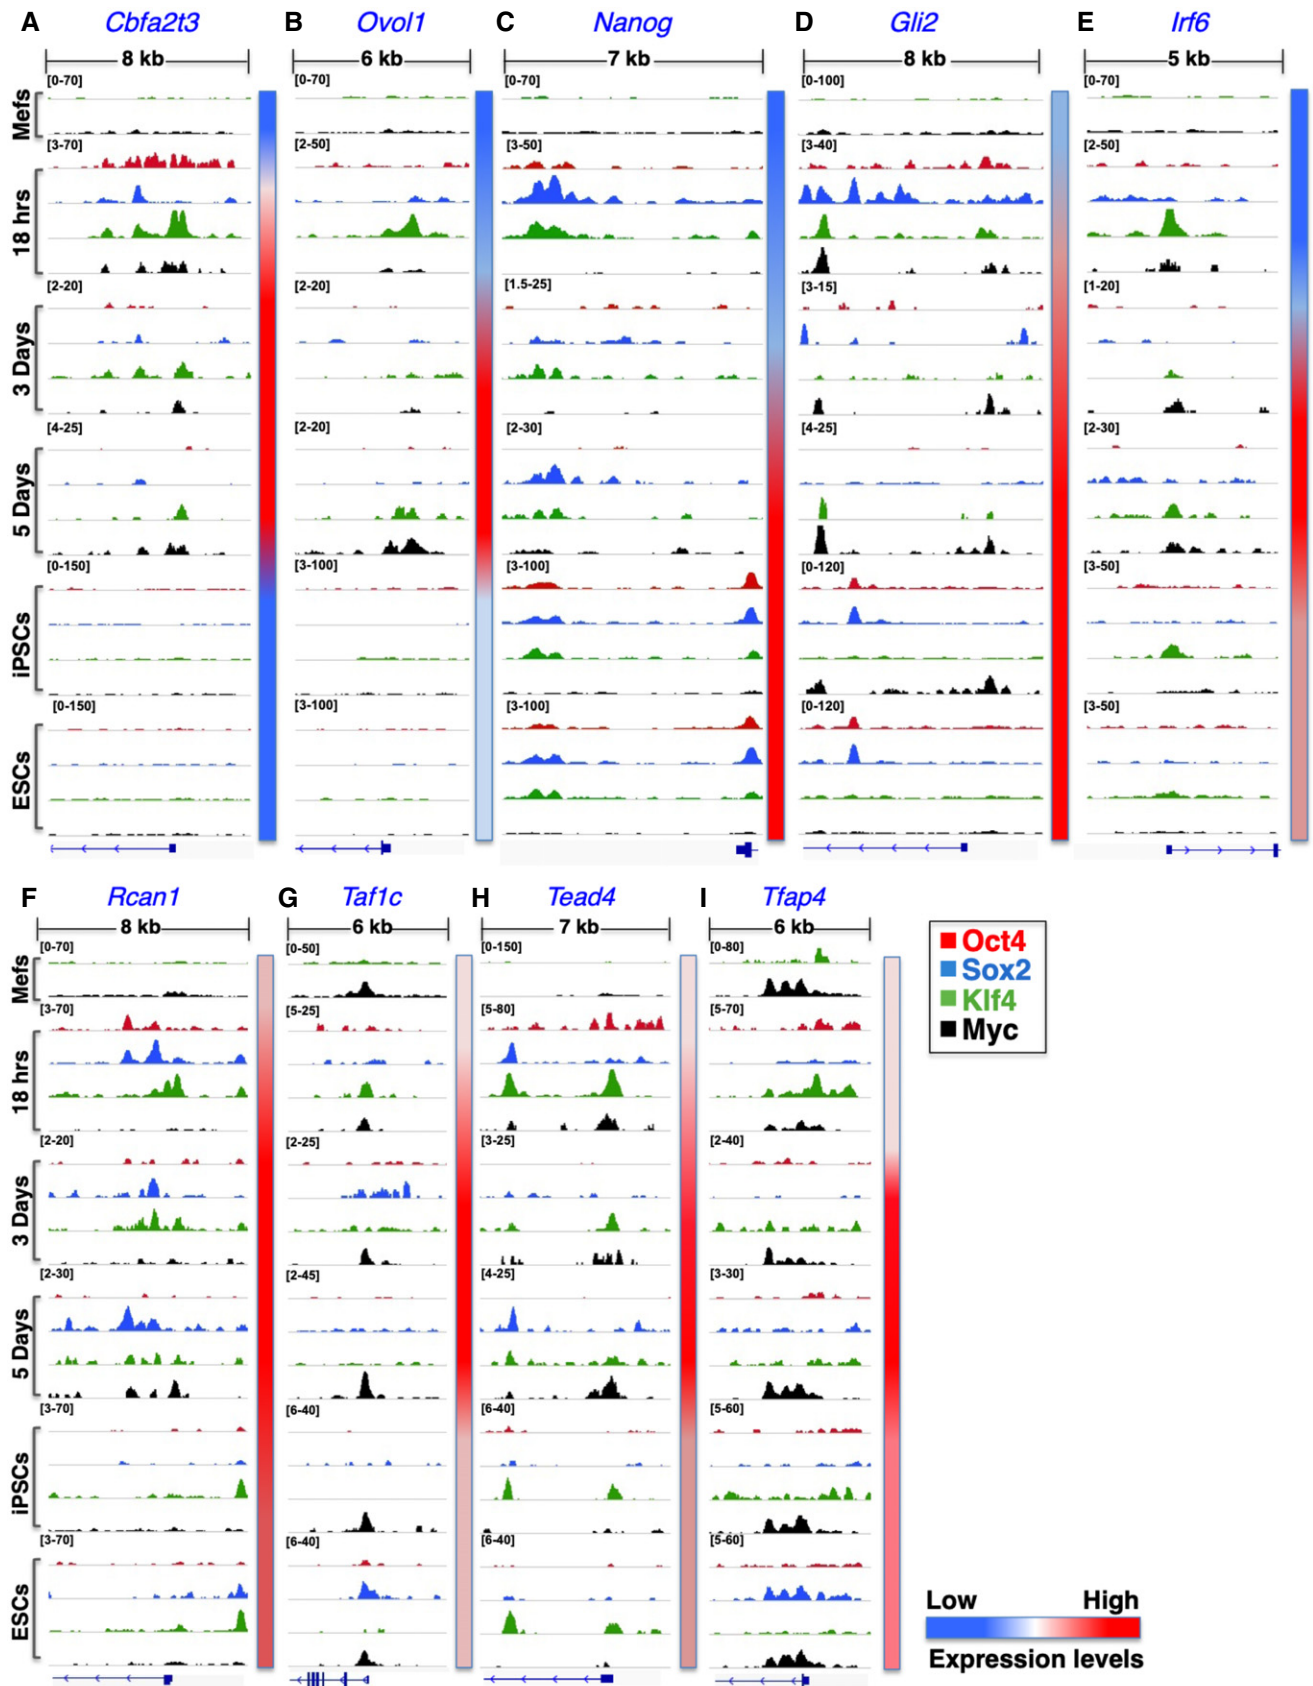 A Cbfa2t3
8 kb
B Ovol1
6 kb
C Nanog
7 kb
D Gli2
8 kb
E Irf6
5 kb
[0-70] [0-70] [0-70] [0-100] [0-70]
Mefs
[3-70] [2-50] [3-50] [3-40] [2-50]
18 hrs
[2-20] [2-20] [1.5-25] [3-15] [1-20]
3 Days
[4-25] [2-20] [2-30] [4-25] [2-30]
5 Days
[0-150] [3-100] [3-100] [0-120] [3-50]
iPSCs
[0-150] [3-100] [3-100] [0-120] [3-50]
ESCs
F Rcan1
8 kb
G Taf1c
6 kb
H Tead4
7 kb
I Tfap4
6 kb
[0-70] [0-50] [0-150] [0-80]
Mefs
[3-70] [5-25] [5-80] [5-70]
18 hrs
[2-20] [2-25] [3-25] [2-40]
3 Days
[2-30] [2-45] [4-25] [3-30]
5 Days
[3-70] [6-40] [6-40] [5-60]
iPSCs
[3-70] [6-40] [6-40] [5-60]
ESCs
Oct4
Sox2
Klf4
Myc
Low High
Expression levels